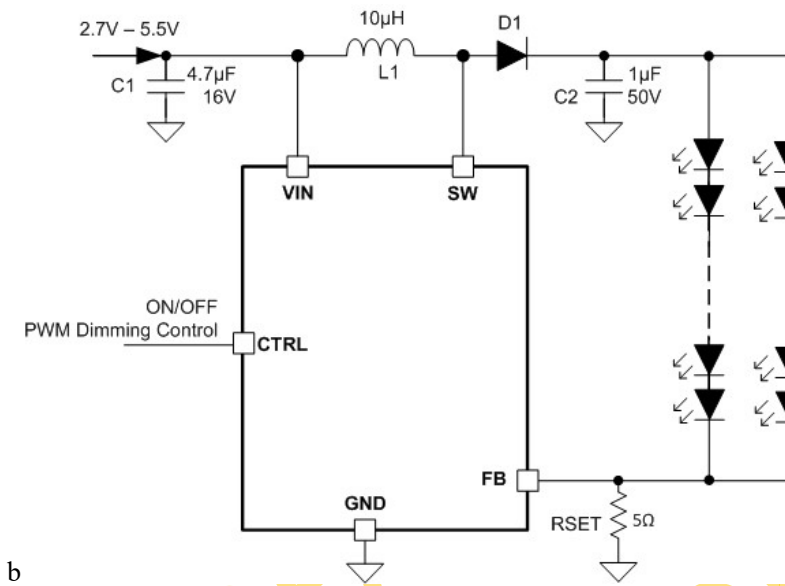 2.7V – 5.5V
10µH
D1
L1
C1
4.7µF
16V
C2
1µF
50V
VIN
SW
ON/OFF
PWM Dimming Control
CTRL
FB
GND
RSET
5Ω
b